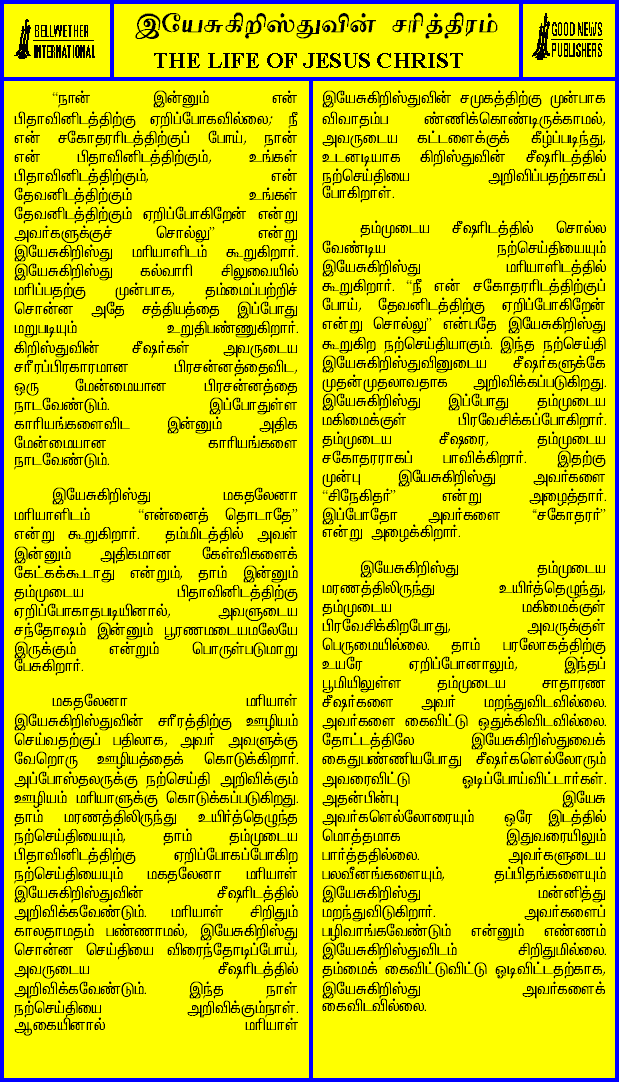 BELLWETHER
INTERNATIONAL
இயேசுகிறிஸ்துவின் சரித்திரம்
THE LIFE OF JESUS CHRIST
GOOD NEWS
PUBLISHERS
“நான் இன்னும் என்
பிதாவினிடத்திற்கு ஏறிப்போகவில்லை; நீ
என் சகோதரரிடத்திற்குப் போய், நான்
என் பிதாவினிடத்திற்கும், உங்கள்
பிதாவினிடத்திற்கும், என்
தேவனிடத்திற்கும் உங்கள்
தேவனிடத்திற்கும் ஏறிப்போகிறேன் என்று
அவர்களுக்குச் சொல்லு” என்று
இயேசுகிறிஸ்து மரியாளிடம் கூறுகிறார்.
இயேசுகிறிஸ்து கல்வாரி சிலுவையில்
மரிப்பதற்கு முன்பாக, தம்மைப்பற்றிச்
சொன்ன அதே சத்தியத்தை இப்போது
மறுபடியும் உறுதிபண்ணுகிறார்.
கிறிஸ்துவின் சீஷர்கள் அவருடைய
சரீரப்பிரகாரமான பிரசன்னத்தைவிட,
ஒரு மேன்மையான பிரசன்னத்தை
நாடவேண்டும். இப்போதுள்ள
காரியங்களைவிட இன்னும் அதிக
மேன்மையான காரியங்களை
நாடவேண்டும்.
இயேசுகிறிஸ்து மகதலேனா
மரியாளிடம் “என்னைத் தொடாதே”
என்று கூறுகிறார். தம்மிடத்தில் அவள்
இன்னும் அதிகமான கேள்விகளைக்
கேட்கக்கூடாது என்றும், தாம் இன்னும்
தம்முடைய பிதாவினிடத்திற்கு
ஏறிப்போகாதபடியினால், அவளுடைய
சந்தோஷம் இன்னும் பூரணமடையமலேயே
இருக்கும் என்றும் பொருள்படுமாறு
பேசுகிறார்.
மகதலேனா மரியாள்
இயேசுகிறிஸ்துவின் சரீரத்திற்கு ஊழியம்
செய்வதற்குப் பதிலாக, அவர் அவளுக்கு
வேறொரு ஊழியத்தைக் கொடுக்கிறார்.
அப்போஸ்தலருக்கு நற்செய்தி அறிவிக்கும்
ஊழியம் மரியாளுக்கு கொடுக்கப்படுகிறது.
தாம் மரணத்திலிருந்து உயிர்த்தெழுந்த
நற்செய்தியையும், தாம் தம்முடைய
பிதாவினிடத்திற்கு ஏறிப்போகப்போகிற
நற்செய்தியையும் மகதலேனா மரியாள்
இயேசுகிறிஸ்துவின் சீஷரிடத்தில்
அறிவிக்கவேண்டும். மரியாள் சிறிதும்
காலதாமதம் பண்ணாமல், இயேசுகிறிஸ்து
சொன்ன செய்தியை விரைந்தோடிப்போய்,
அவருடைய சீஷரிடத்தில்
அறிவிக்கவேண்டும். இந்த நாள்
நற்செய்தியை அறிவிக்கும்நாள்.
ஆகையினால் மரியாள்
இயேசுகிறிஸ்துவின் சமுகத்திற்கு முன்பாக
விவாதம்ப ண்ணிக்கொண்டிருக்காமல்,
அவருடைய கட்டளைக்குக் கீழ்ப்படிந்து,
உடனடியாக கிறிஸ்துவின் சீஷரிடத்தில்
நற்செய்தியை அறிவிப்பதற்காகப்
போகிறாள்.
தம்முடைய சீஷரிடத்தில் சொல்ல
வேண்டிய நற்செய்தியையும்
இயேசுகிறிஸ்து மரியாளிடத்தில்
கூறுகிறார். “நீ என் சகோதரரிடத்திற்குப்
போய், தேவனிடத்திற்கு ஏறிப்போகிறேன்
என்று சொல்லு” என்பதே இயேசுகிறிஸ்து
கூறுகிற நற்செய்தியாகும். இந்த நற்செய்தி
இயேசுகிறிஸ்துவினுடைய சீஷர்களுக்கே
முதன்முதலாவதாக அறிவிக்கப்படுகிறது.
இயேசுகிறிஸ்து இப்போது தம்முடைய
மகிமைக்குள் பிரவேசிக்கப்போகிறார்.
தம்முடைய சீஷரை, தம்முடைய
சகோதரராகப் பாவிக்கிறார். இதற்கு
முன்பு இயேசுகிறிஸ்து அவர்களை
“சிநேகிதர்” என்று அழைத்தார்.
இப்போதோ அவர்களை “சகோதரர்”
என்று அழைக்கிறார்.
இயேசுகிறிஸ்து தம்முடைய
மரணத்திலிருந்து உயிர்த்தெழுந்து,
தம்முடைய மகிமைக்குள்
பிரவேசிக்கிறபோது, அவருக்குள்
பெருமையில்லை. தாம் பரலோகத்திற்கு
உயரே ஏறிப்போனாலும், இந்தப்
பூமியிலுள்ள தம்முடைய சாதாரண
சீஷர்களை அவர் மறந்துவிடவில்லை.
அவர்களை கைவிட்டு ஒதுக்கிவிடவில்லை.
தோட்டத்திலே இயேசுகிறிஸ்துவைக்
கைதுபண்ணியபோது சீஷர்களெல்லோரும்
அவரைவிட்டு ஓடிப்போய்விட்டார்கள்.
அதன்பின்பு இயேசு
அவர்களெல்லோரையும் ஒரே இடத்தில்
மொத்தமாக இதுவரையிலும்
பார்த்ததில்லை. அவர்களுடைய
பலவீனங்களையும், தப்பிதங்களையும்
இயேசுகிறிஸ்து மன்னித்து
மறந்துவிடுகிறார். அவர்களைப்
பழிவாங்கவேண்டும் என்னும் எண்ணம்
இயேசுகிறிஸ்துவிடம் சிறிதுமில்லை.
தம்மைக் கைவிட்டுவிட்டு ஓடிவிட்டதற்காக,
இயேசுகிறிஸ்து அவர்களைக்
கைவிடவில்லை.